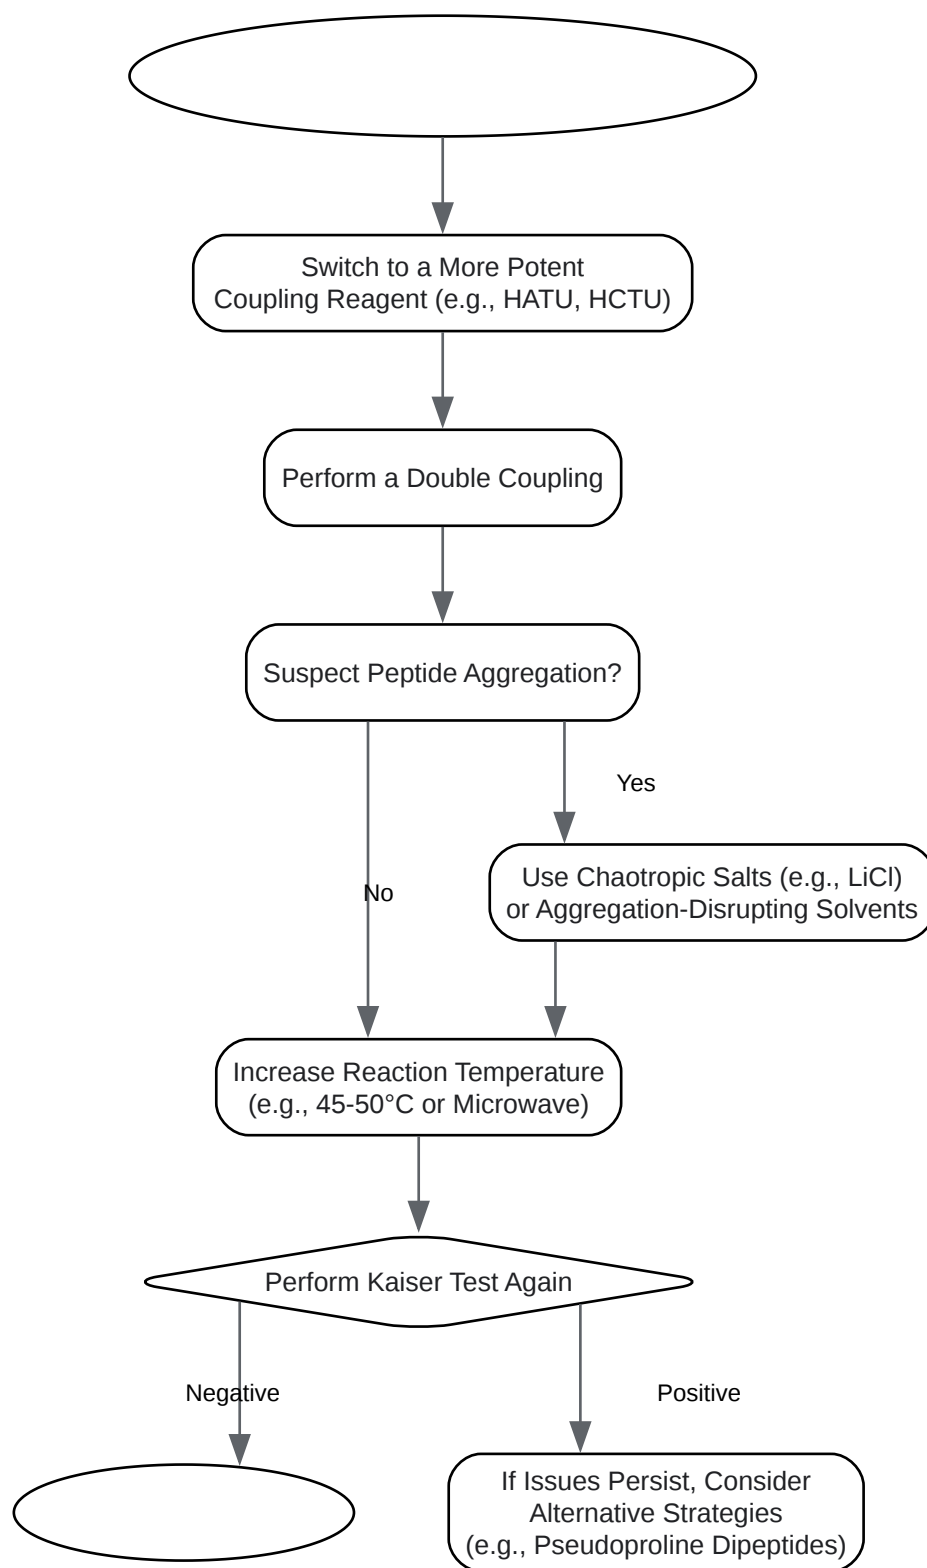 Switch to a More Potent
Coupling Reagent (e.g., HATU, HCTU)
Perform a Double Coupling
Suspect Peptide Aggregation?
Yes
Use Chaotropic Salts (e.g., LiCl)
or Aggregation-Disrupting Solvents
No
Increase Reaction Temperature
(e.g., 45-50°C or Microwave)
Perform Kaiser Test Again
Negative
Positive
If Issues Persist, Consider
Alternative Strategies
(e.g., Pseudoproline Dipeptides)